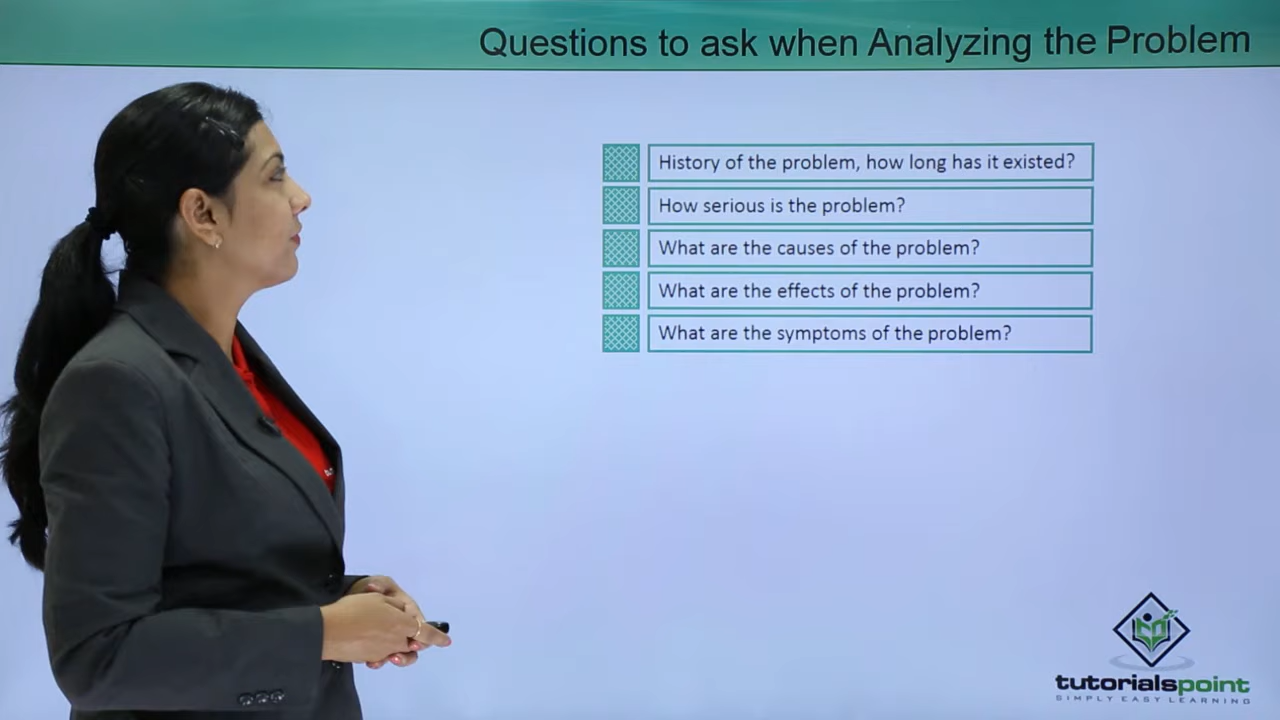 Questions to ask when Analyzing the Problem
History of the problem, how long has it existed?
How serious is the problem?
What are the causes of the problem?
What are the effects of the problem?
What are the symptoms of the problem?
tutorialspoint
SIMPLY EASY LEARNING